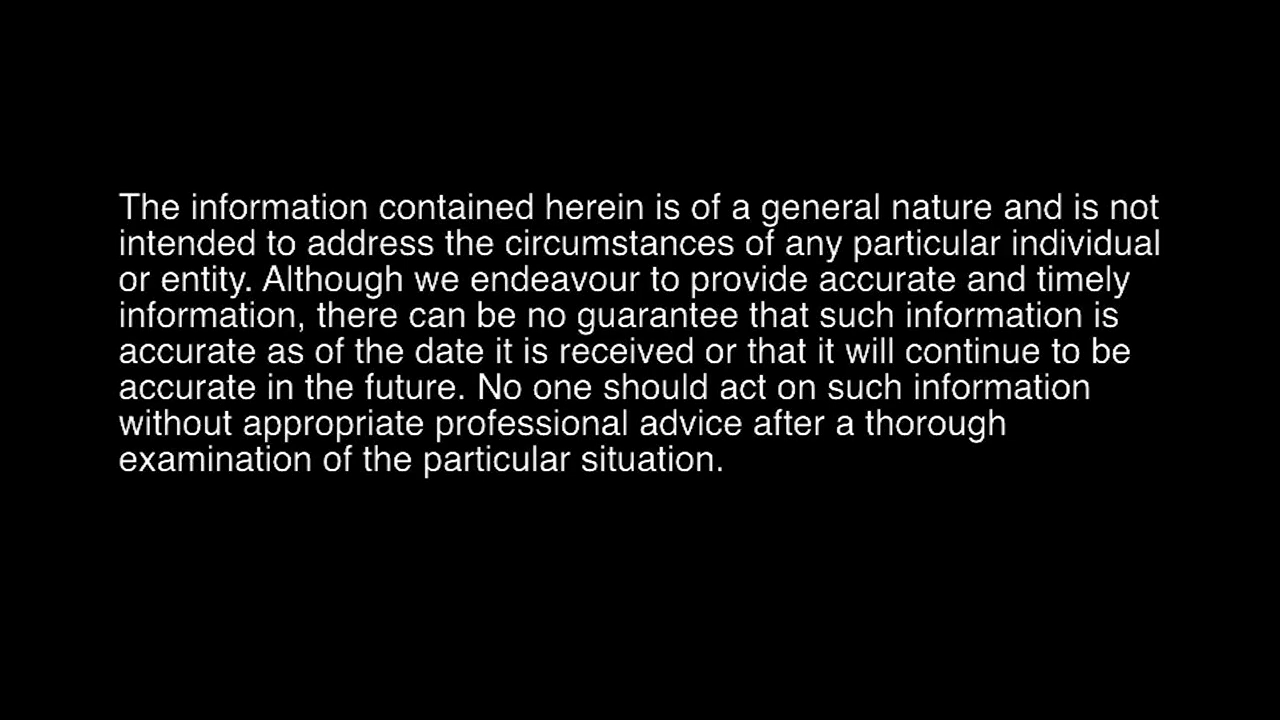 The information contained herein is of a general nature and is not
intended to address the circumstances of any particular individual
or entity. Although we endeavour to provide accurate and timely
information, there can be no guarantee that such information is
accurate as of the date it is received or that it will continue to be
accurate in the future. No one should act on such information
without appropriate professional advice after a thorough
examination of the particular situation.